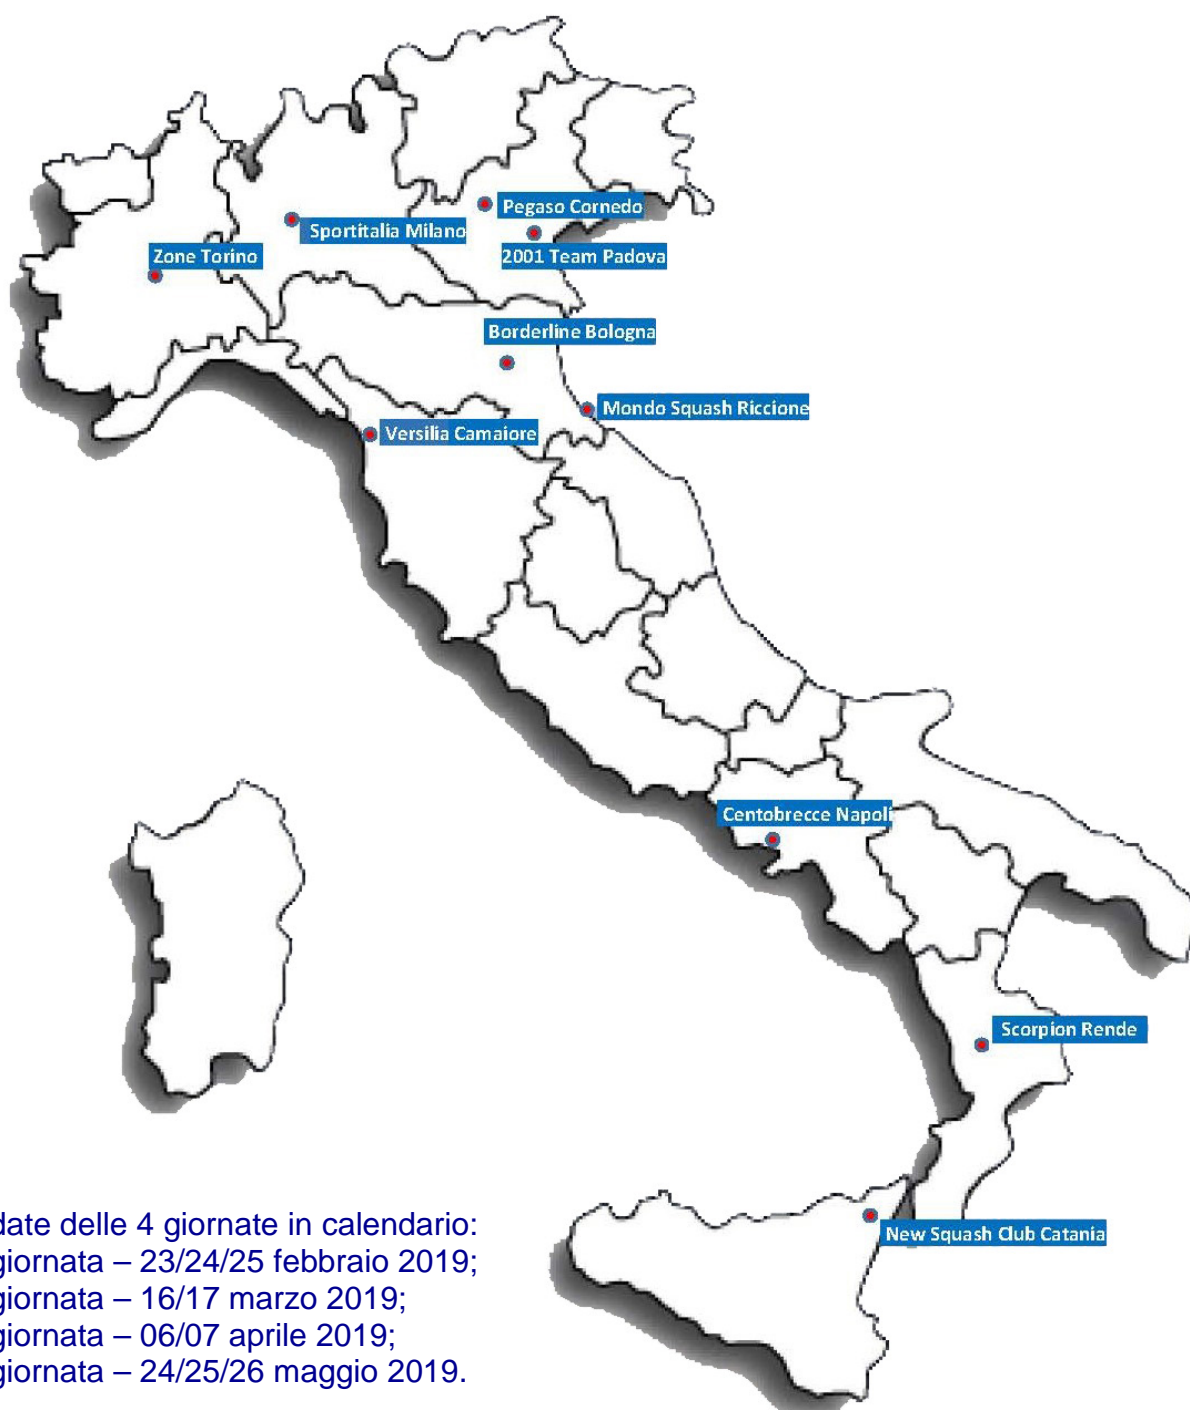 Pegaso Cornedo
Sportitalia Milano
Zone Torino
2001 Team Padova
Borderline Bologna
Mondo Squash Riccione
Versilia Camaiore
Centobrecce Napoli
Scorpion Rende
New Squash Club Catania
date delle 4 giornate in calendario:
giornata – 23/24/25 febbraio 2019;
giornata – 16/17 marzo 2019;
giornata – 06/07 aprile 2019;
giornata – 24/25/26 maggio 2019.